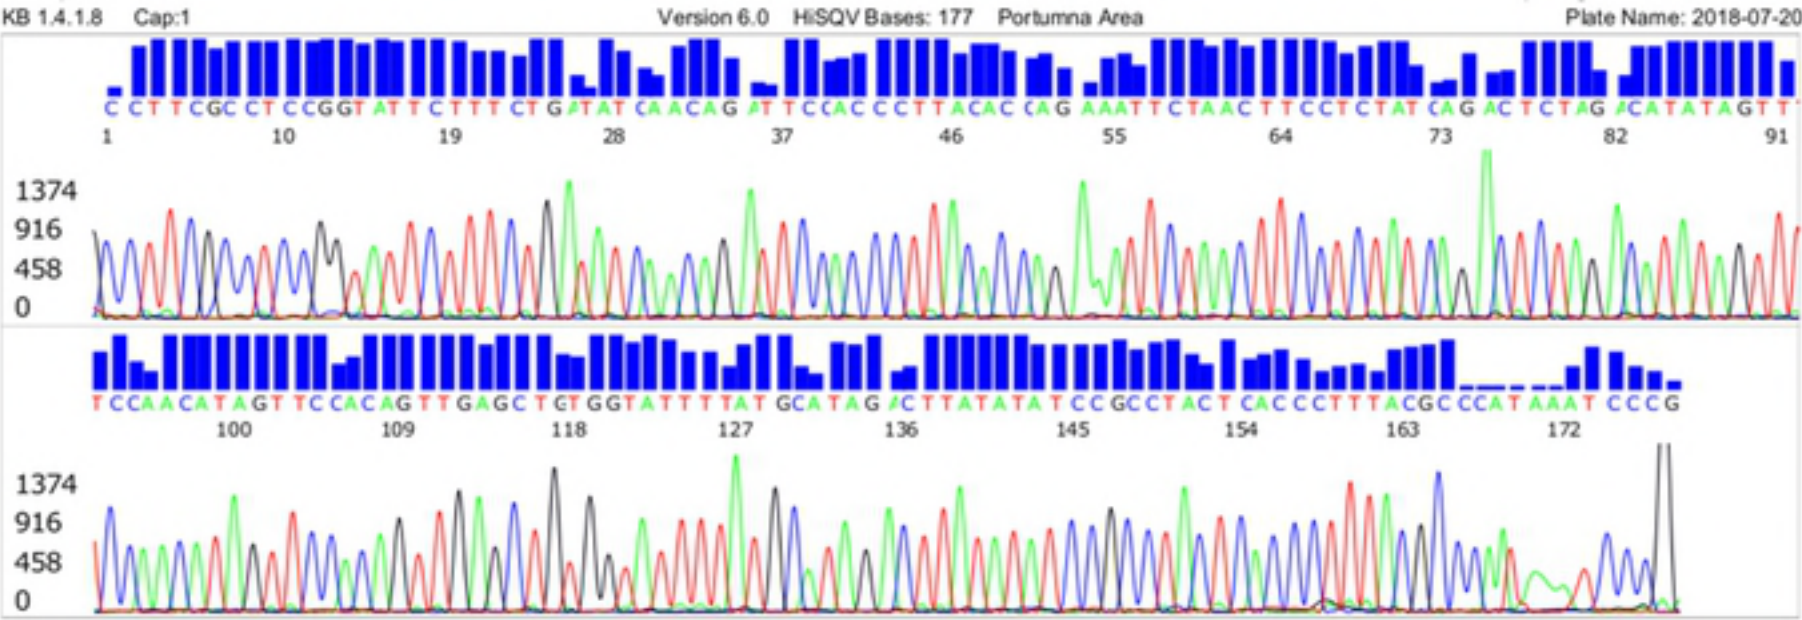 KB 1.4.1.8 Cap:1 Version 6.0 HiSQV Bases: 177 Portumna Area Plate Name: 2018-07-20
C C T T C G C C T C C G G T A T T C T T T C T G A T A T C A A C A G A T T C C A C C C T T A C A C C A G A A A T T C T A A C T T C C T C T A T C A G A C T C T A G A C A T A T A G T T
1 10 19 28 37 46 55 64 73 82 91
1374
916
458
0
T C C A A C A T A G T T C C A C A G T T G A G C T G T G G T A T T T T A T G C A T A G A C T T A T A T A T C C G C C T A C T C A C C C T T T A C G C C C A T A A A T C C C G
100 109 118 127 136 145 154 163 172
1374
916
458
0